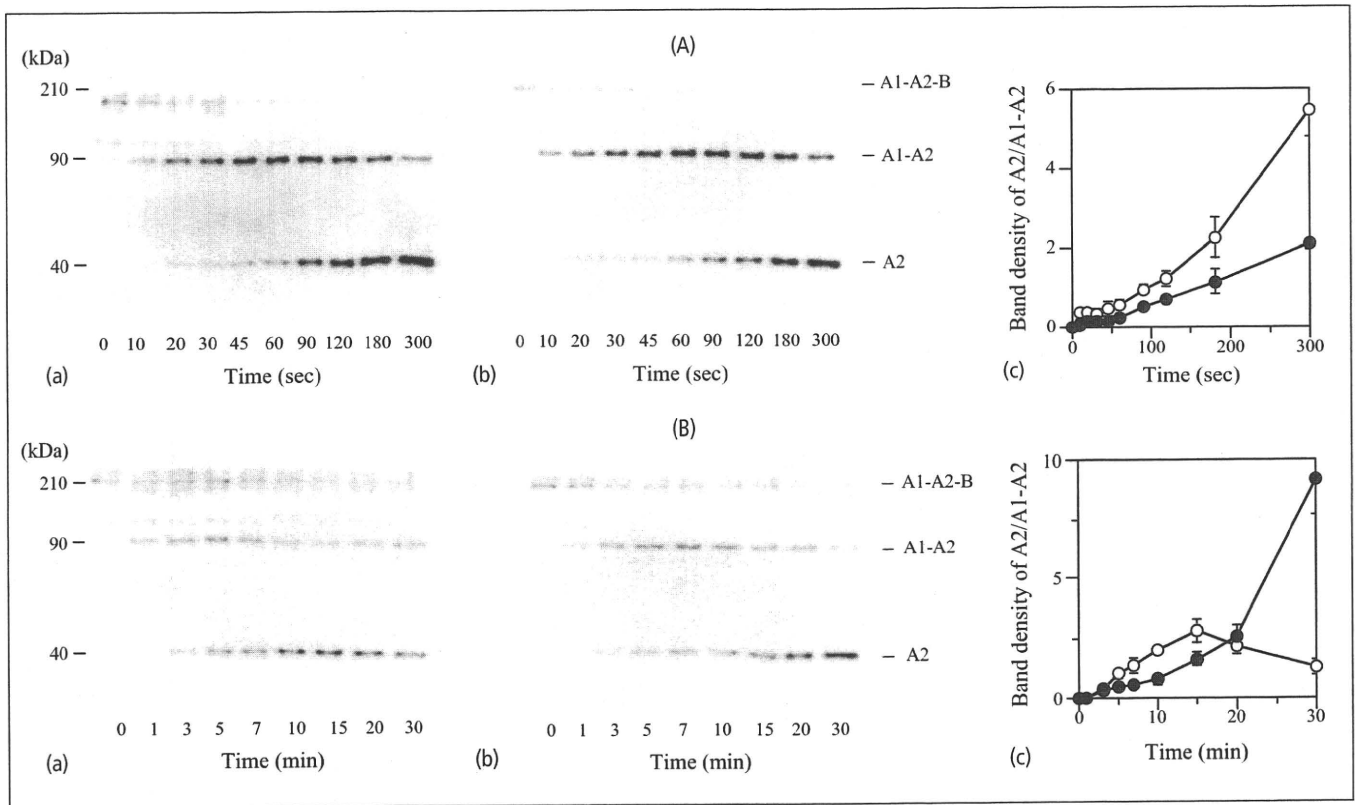 (A)
(kDa)
210
90
40
0 10 20 30 45 60 90 120 180 300
(a)
Time (sec)
A1-A2-B
A1-A2
A2
0 10 20 30 45 60 90 120 180 300
(b)
Time (sec)
Band density of A2/A1-A2
6
4
2
0
0 100 200 300
Time (sec)
(c)
(B)
(kDa)
210
90
40
0 1 3 5 7 10 15 20 30
(a)
Time (min)
A1-A2-B
A1-A2
A2
0 1 3 5 7 10 15 20 30
(b)
Time (min)
Band density of A2/A1-A2
10
5
0
0 10 20 30
Time (min)
(c)